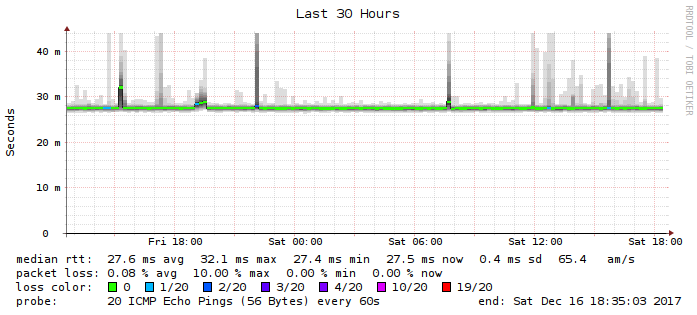 Last 30 Hours
RRDTOOL / TOBI OETIKER
Seconds
40 m
30 m
20 m
10 m
0
Fri 18:00 Sat 00:00 Sat 06:00 Sat 12:00 Sat 18:00
median rtt: 27.6 ms avg 32.1 ms max 27.4 ms min 27.5 ms now 0.4 ms sd 65.4 am/s
packet loss: 0.08 % avg 10.00 % max 0.00 % min 0.00 % now
loss color: 0 1/20 2/20 3/20 4/20 10/20 19/20
probe: 20 ICMP Echo Pings (56 Bytes) every 60s end: Sat Dec 16 18:35:03 2017